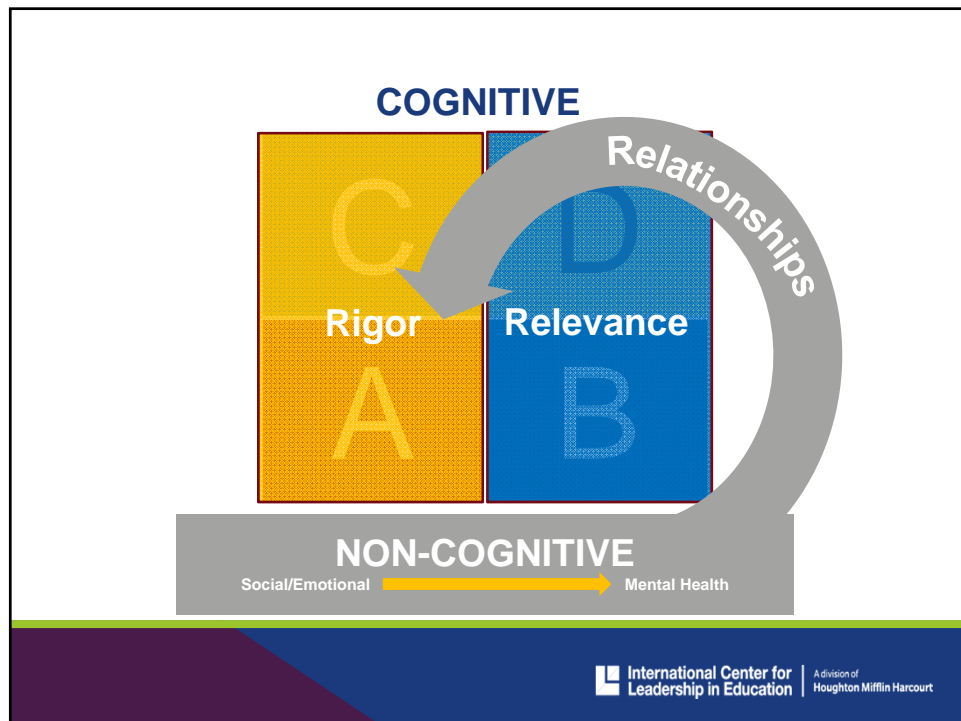 COGNITIVE
Relationships
C
D
Rigor
Relevance
A
B
NON-COGNITIVE
Social/Emotional
Mental Health
International Center for
Leadership in Education
A division of
Houghton Mifflin Harcourt